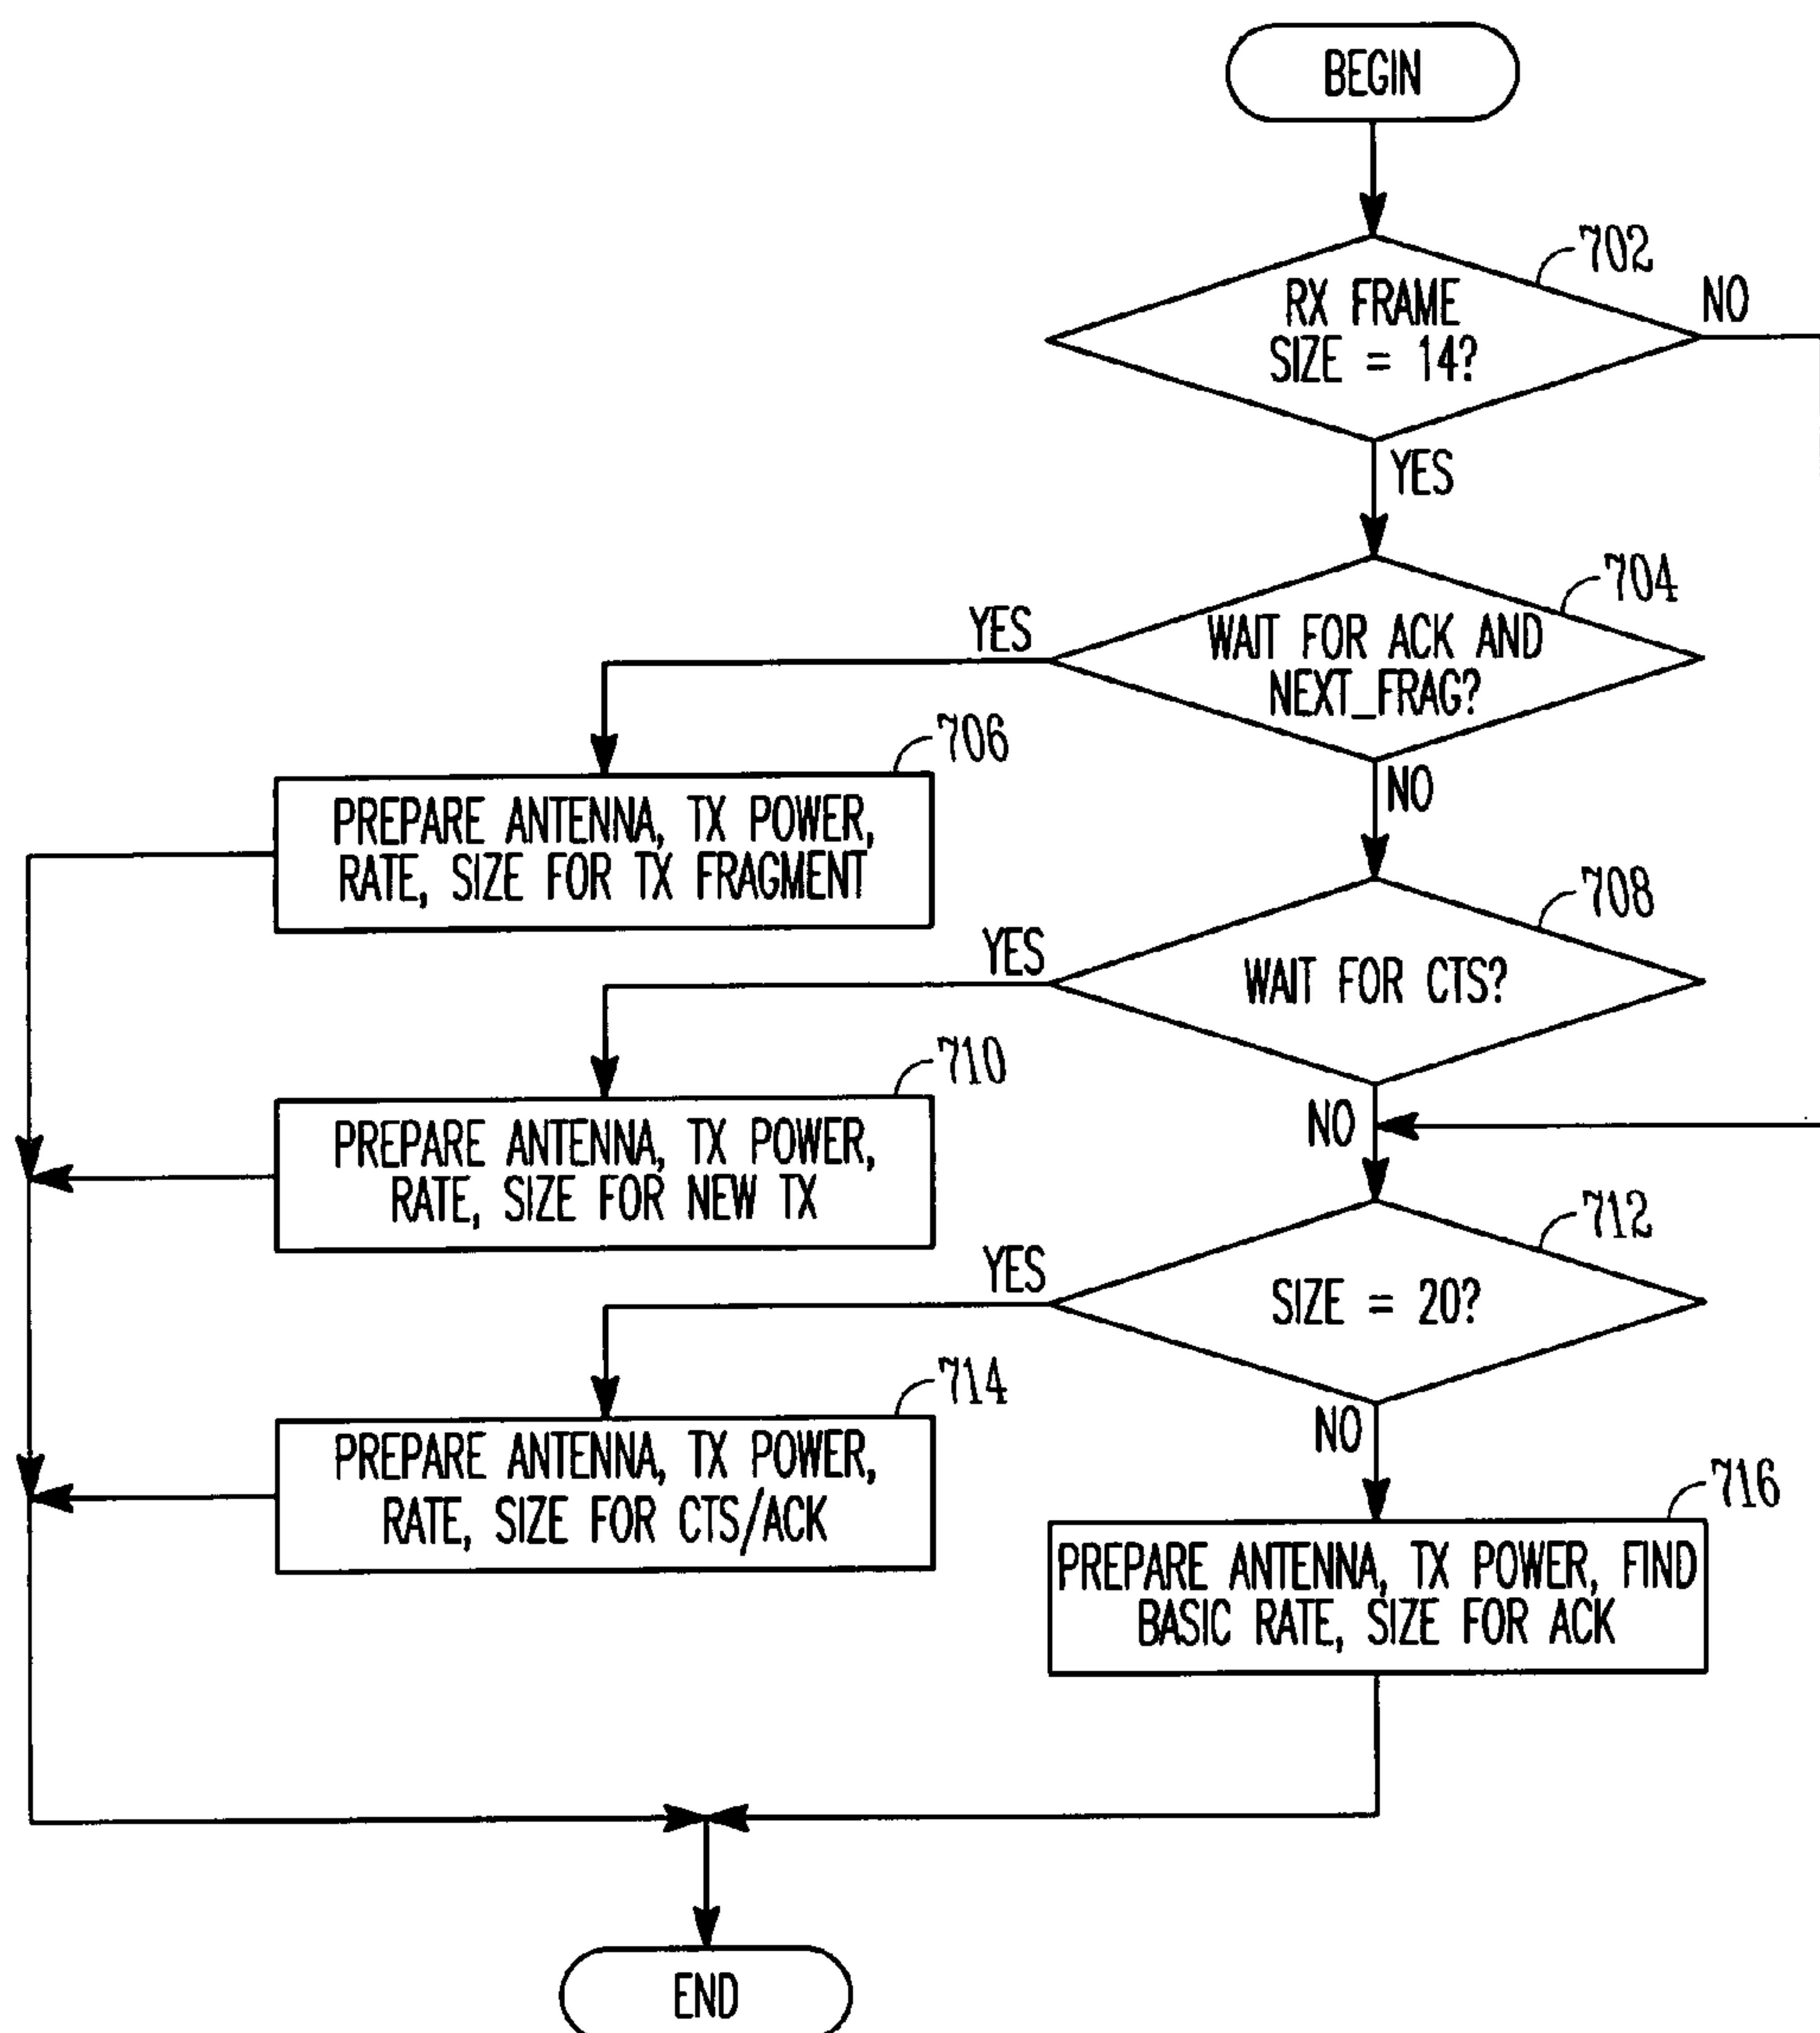 BEGIN
702
RX FRAME
SIZE = 14?
NO
YES
704
WAIT FOR ACK AND
NEXT_FRAG?
YES
NO
706
PREPARE ANTENNA, TX POWER,
RATE, SIZE FOR TX FRAGMENT
708
WAIT FOR CTS?
YES
NO
710
PREPARE ANTENNA, TX POWER,
RATE, SIZE FOR NEW TX
712
SIZE = 20?
YES
NO
714
PREPARE ANTENNA, TX POWER,
RATE, SIZE FOR CTS/ACK
716
PREPARE ANTENNA, TX POWER, FIND
BASIC RATE, SIZE FOR ACK
END